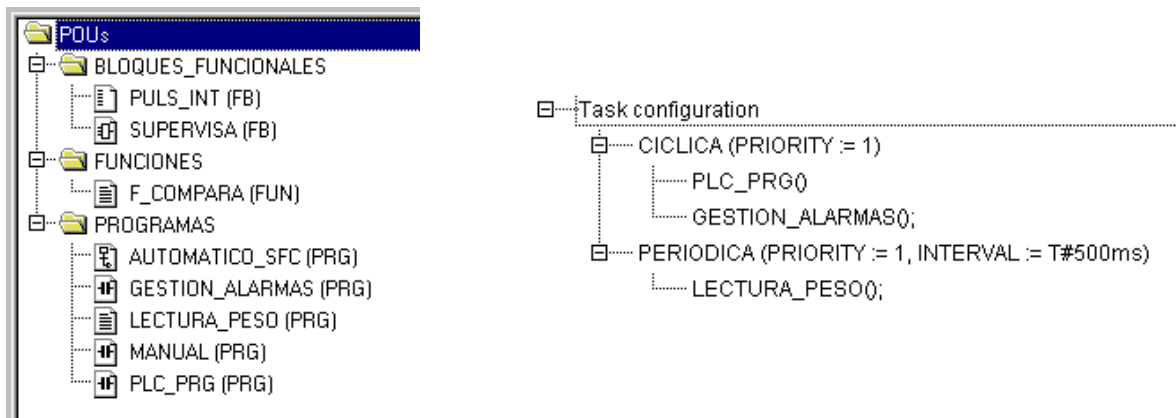 POUs
BLOQUES_FUNCIONALES
PULS_INT (FB)
SUPERVISA (FB)
FUNCIONES
F_COMPARA (FUN)
PROGRAMAS
AUTOMATICO_SFC (PRG)
GESTION_ALARMAS (PRG)
LECTURA_PESO (PRG)
MANUAL (PRG)
PLC_PRG (PRG)
Task configuration
CICLICA (PRIORITY := 1)
PLC_PRG()
GESTION_ALARMAS();
PERIODICA (PRIORITY := 1, INTERVAL := T#500ms)
LECTURA_PESO();